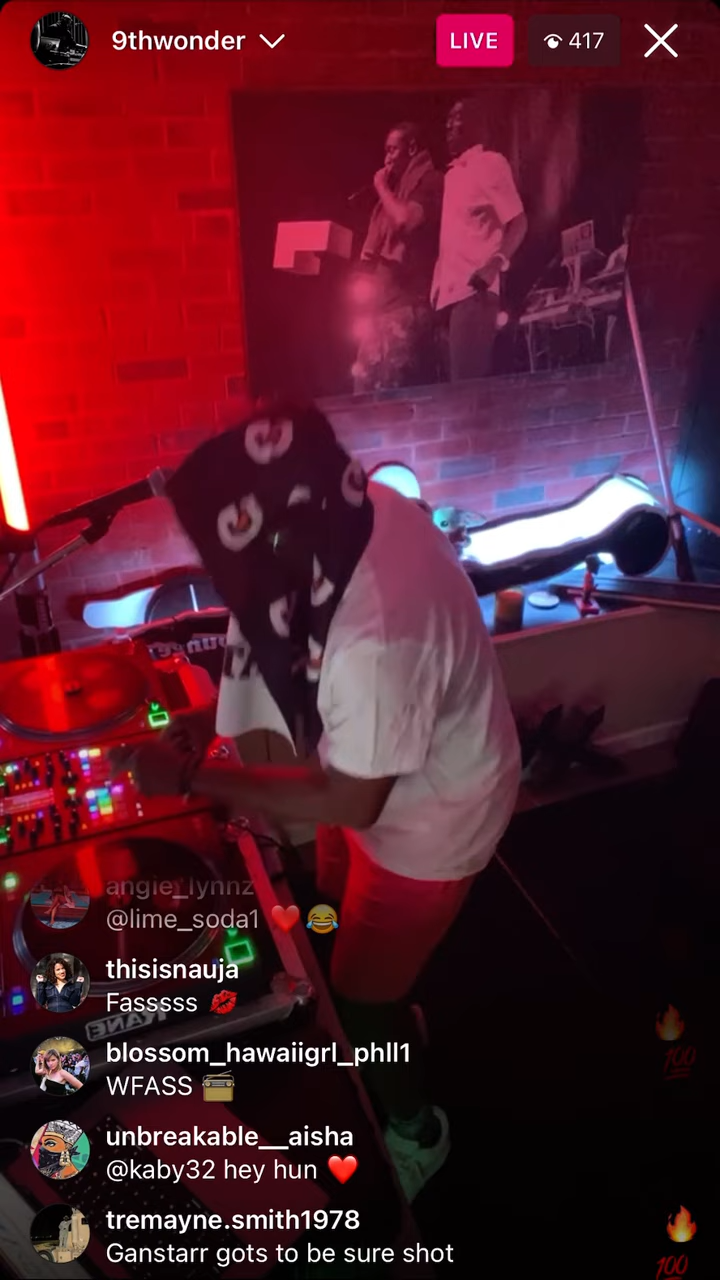 9thwonder
LIVE
417
angie_lynnz
@lime_soda1 ❤️😂
thisisnauja
Fasssss 💋
blossom_hawaiigrl_phll1
WFASS 📻
unbreakable__aisha
@kaby32 hey hun ❤️
tremayne.smith1978
Ganstarr gots to be sure shot
RANE
💯
💯